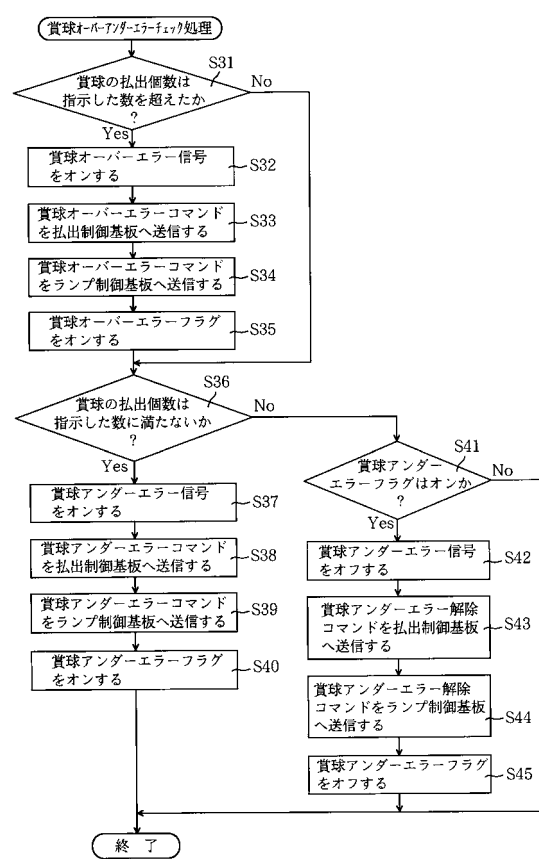 賞球オーバーアンダーエラーチェック処理
S31
賞球の払出個数は
指示した数を超えたか
?
No
Yes
賞球オーバーエラー信号
をオンする
S32
賞球オーバーエラーコマンド
を払出制御基板へ送信する
S33
賞球オーバーエラーコマンド
をランプ制御基板へ送信する
S34
賞球オーバーエラーフラグ
をオンする
S35
S36
賞球の払出個数は
指示した数に満たないか
?
No
Yes
賞球アンダーエラー信号
をオンする
S37
賞球アンダーエラーコマンド
を払出制御基板へ送信する
S38
賞球アンダーエラーコマンド
をランプ制御基板へ送信する
S39
賞球アンダーエラーフラグ
をオンする
S40
S41
賞球アンダー
エラーフラグはオンか
?
No
Yes
賞球アンダーエラー信号
をオフする
S42
賞球アンダーエラー解除
コマンドを払出制御基板
へ送信する
S43
賞球アンダーエラー解除
コマンドをランプ制御基板
へ送信する
S44
賞球アンダーエラーフラグ
をオフする
S45
終了